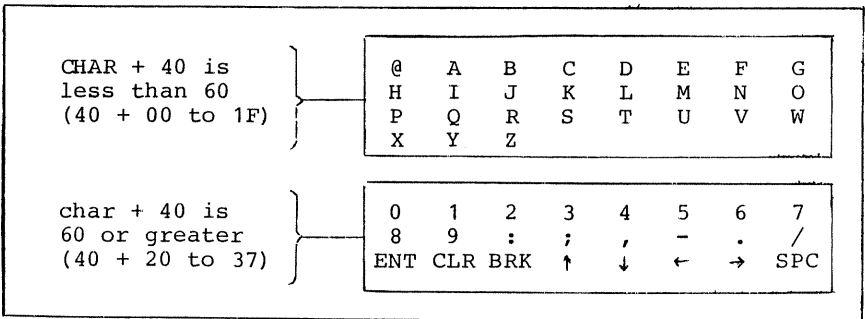 CHAR + 40 is
less than 60
(40 + 00 to 1F)
@ A B C D E F G
H I J K L M N O
P Q R S T U V W
X Y Z
char + 40 is
60 or greater
(40 + 20 to 37)
0 1 2 3 4 5 6 7
8 9 : ; , - . /
ENT CLR BRK ↑ ↓ ← → SPC